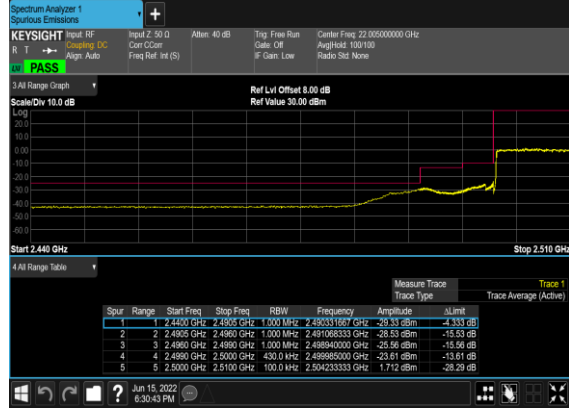 Spectrum Analyzer 1
Spurious Emissions
KEYSIGHT Input: RF Input Z: 50 Ω Atten: 40 dB Trig: Free Run Center Freq: 22.005000000 GHz
R T Coupling: DC Corr CCorr Gate: Off Avg|Hold: 100/100
Align: Auto Freq Ref: Int (S) IF Gain: Low Radio Std: None
LXI PASS
3 All Range Graph
Ref Lvl Offset 8.00 dB
Scale/Div 10.0 dB Ref Value 30.00 dBm
Log
20.0
10.0
0.00
-10.0
-20.0
-30.0
-40.0
-50.0
-60.0
Start 2.440 GHz Stop 2.510 GHz
4 All Range Table
Measure Trace Trace 1
Trace Type Trace Average (Active)
Spur Range Start Freq Stop Freq RBW Frequency Amplitude ΔLimit
1 1 2.4400 GHz 2.4905 GHz 1.000 MHz 2.490331667 GHz -29.33 dBm -4.333 dB
2 2 2.4905 GHz 2.4960 GHz 1.000 MHz 2.491068333 GHz -28.53 dBm -15.53 dB
3 3 2.4960 GHz 2.4990 GHz 1.000 MHz 2.498940000 GHz -25.56 dBm -15.56 dB
4 4 2.4990 GHz 2.5000 GHz 430.0 kHz 2.499985000 GHz -23.61 dBm -13.61 dB
5 5 2.5000 GHz 2.5100 GHz 100.0 kHz 2.504233333 GHz 1.712 dBm -28.29 dB
Jun 15, 2022
6:30:43 PM